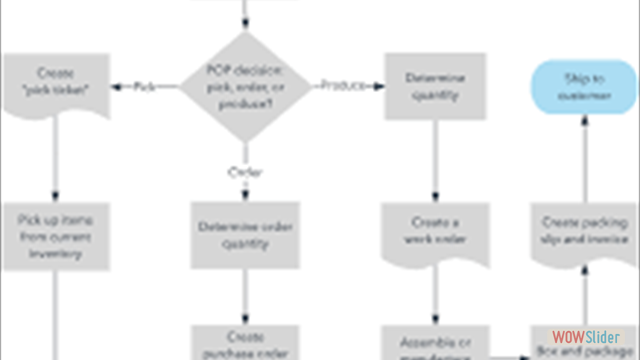 Create
"pick ticket"
POP decision:
pick, order, or
produce?
Determine
quantity
Ship to
customer
Pick
Produce
Order
Pick up items
from current
inventory
Determine order
quantity
Create a
work order
Create packing
slip and invoice
Create
purchase order
Assemble or
manufacture
Box and package
WOWSlider